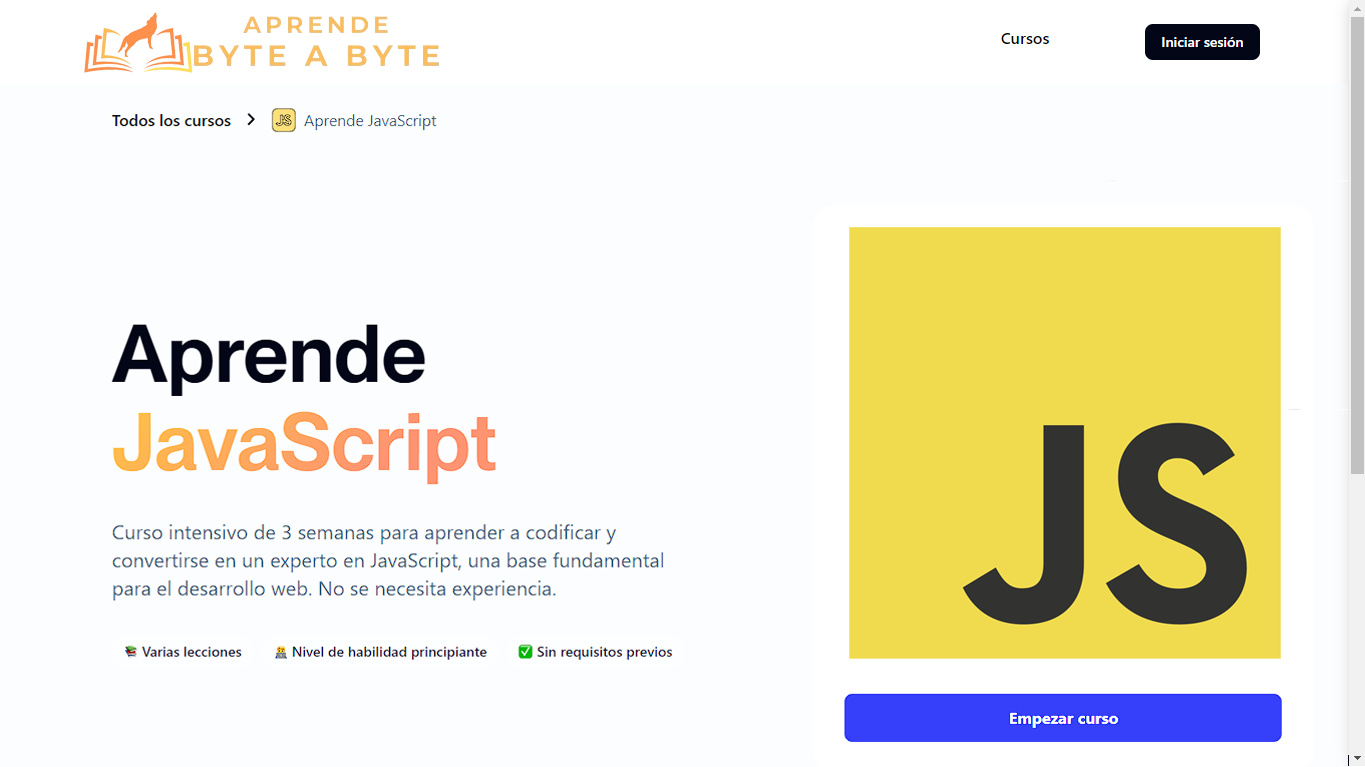 APRENDE
BYTE A BYTE
Cursos
Iniciar sesión
Todos los cursos
JS
Aprende JavaScript
Aprende
JavaScript
Curso intensivo de 3 semanas para aprender a codificar y
convertirse en un experto en JavaScript, una base fundamental
para el desarrollo web. No se necesita experiencia.
Varias lecciones
Nivel de habilidad principiante
Sin requisitos previos
JS
Empezar curso